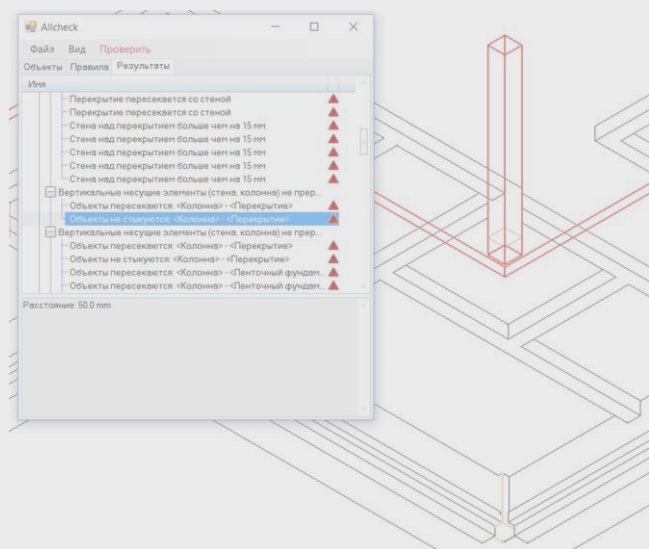 Allcheck
Файл Вид Проверить
Объекты Правила Результаты
Имя
Перекрытие пересекается со стеной
Перекрытие пересекается со стеной
Стена над перекрытием больше чем на 15 мм
Стена над перекрытием больше чем на 15 мм
Стена над перекрытием больше чем на 15 мм
Стена над перекрытием больше чем на 15 мм
Стена над перекрытием больше чем на 15 мм
Вертикальные несущие элементы (стена, колонна) не прер...
Объекты пересекаются: <Колонна> - <Перекрытие>
Объекты не стыкуются: <Колонна> - <Перекрытие>
Вертикальные несущие элементы (стена, колонна) не прер...
Объекты пересекаются: <Колонна> - <Перекрытие>
Объекты не стыкуются: <Колонна> - <Перекрытие>
Объекты пересекаются: <Колонна> - <Ленточный фундам...
Объекты пересекаются: <Колонна> - <Ленточный фундам...
Расстояние: 50.0 mm